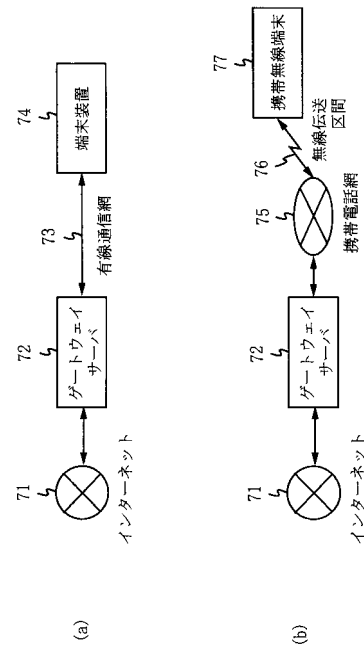 (a)
71
インターネット
72
ゲートウェイ
サーバ
73
有線通信網
74
端末装置
(b)
71
インターネット
72
ゲートウェイ
サーバ
75
携帯電話網
76
無線伝送
区間
77
携帯無線端末